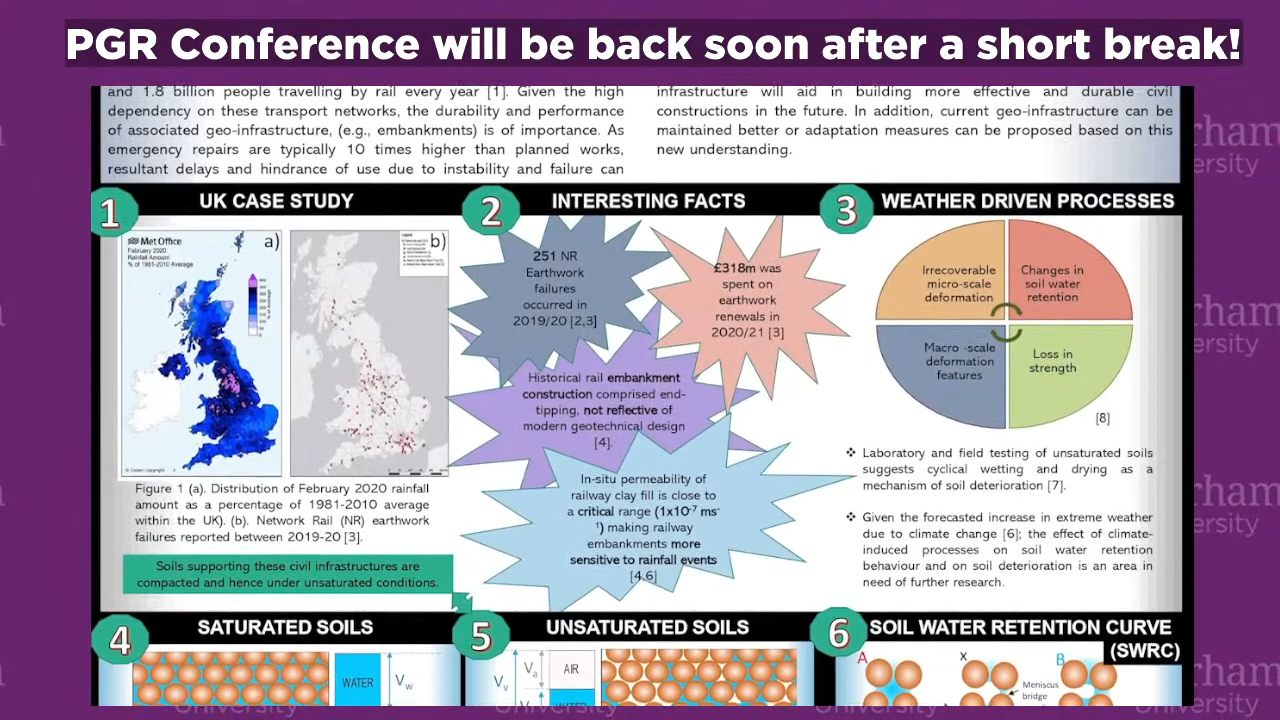 PGR Conference will be back soon after a short break!
and 1.8 billion people travelling by rail every year [1]. Given the high
dependency on these transport networks, the durability and performance
of associated geo-infrastructure, (e.g., embankments) is of importance. As
emergency repairs are typically 10 times higher than planned works,
resultant delays and hindrance of use due to instability and failure can
infrastructure will aid in building more effective and durable civil
constructions in the future. In addition, current geo-infrastructure can be
maintained better or adaptation measures can be proposed based on this
new understanding.
1
UK CASE STUDY
Met Office
February 2020
Rainfall Amount
% of 1981-2010 Average
a)
b)
Figure 1 (a). Distribution of February 2020 rainfall
amount as a percentage of 1981-2010 average
within the UK). (b). Network Rail (NR) earthwork
failures reported between 2019-20 [3].
Soils supporting these civil infrastructures are
compacted and hence under unsaturated conditions.
2
INTERESTING FACTS
251 NR
Earthwork
failures
occurred in
2019/20 [2,3]
£318m was
spent on
earthwork
renewals in
2020/21 [3]
Historical rail embankment
construction comprised end-
tipping, not reflective of
modern geotechnical design
[4].
In-situ permeability of
railway clay fill is close to
a critical range (1x10-7 ms-
1) making railway
embankments more
sensitive to rainfall events
[4,6]
3
WEATHER DRIVEN PROCESSES
Irrecoverable
micro-scale
deformation
Changes in
soil water
retention
Macro -scale
deformation
features
Loss in
strength
[8]
❖ Laboratory and field testing of unsaturated soils
suggests cyclical wetting and drying as a
mechanism of soil deterioration [7].
❖ Given the forecasted increase in extreme weather
due to climate change [6]; the effect of climate-
induced processes on soil water retention
behaviour and on soil deterioration is an area in
need of further research.
4
SATURATED SOILS
WATER
Vw
5
UNSATURATED SOILS
Vv
Va
AIR
WATER
6
SOIL WATER RETENTION CURVE
(SWRC)
A
X
B
Meniscus
bridge
rham
ersity
rham
ersity
rham
ersity
rham
ersity
University
University
University